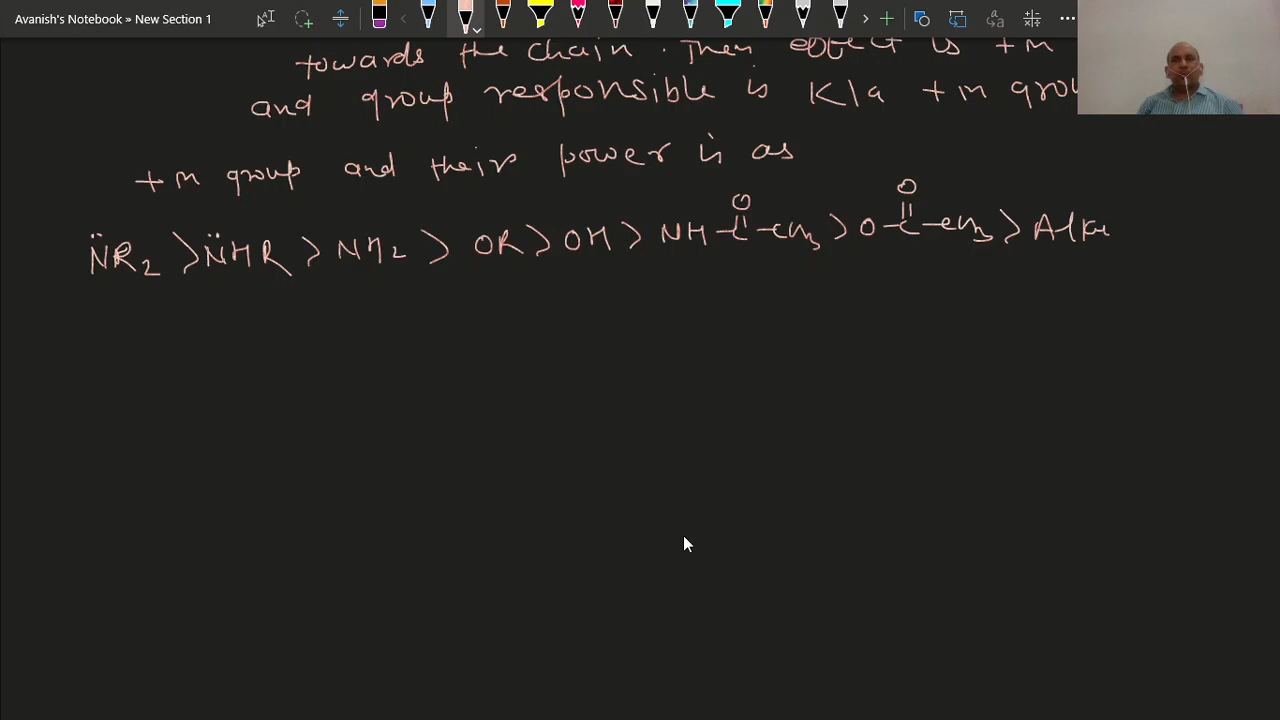 Avanish's Notebook » New Section 1
towards the chain. Then effect is +m
and group responsible is K/a +m grou
+m group and their power is as
N̈R₂ > N̈HR > NH₂ > OR > OH > NH-C(=O)-CH₃ > O-C(=O)-CH₃ > Alke